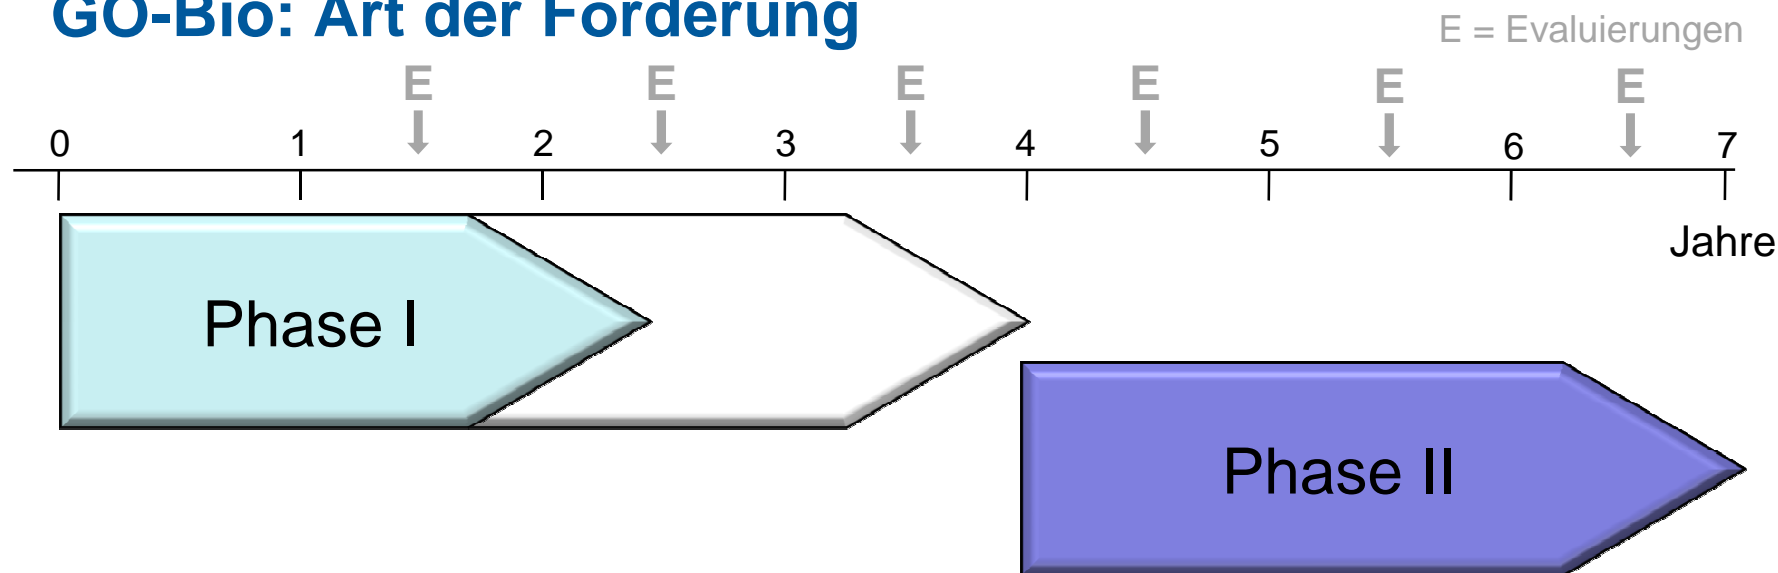 GO-Bio: Art der Förderung
E = Evaluierungen
E E E E E E
0 1 2 3 4 5 6 7
Jahre
Phase I
Phase II